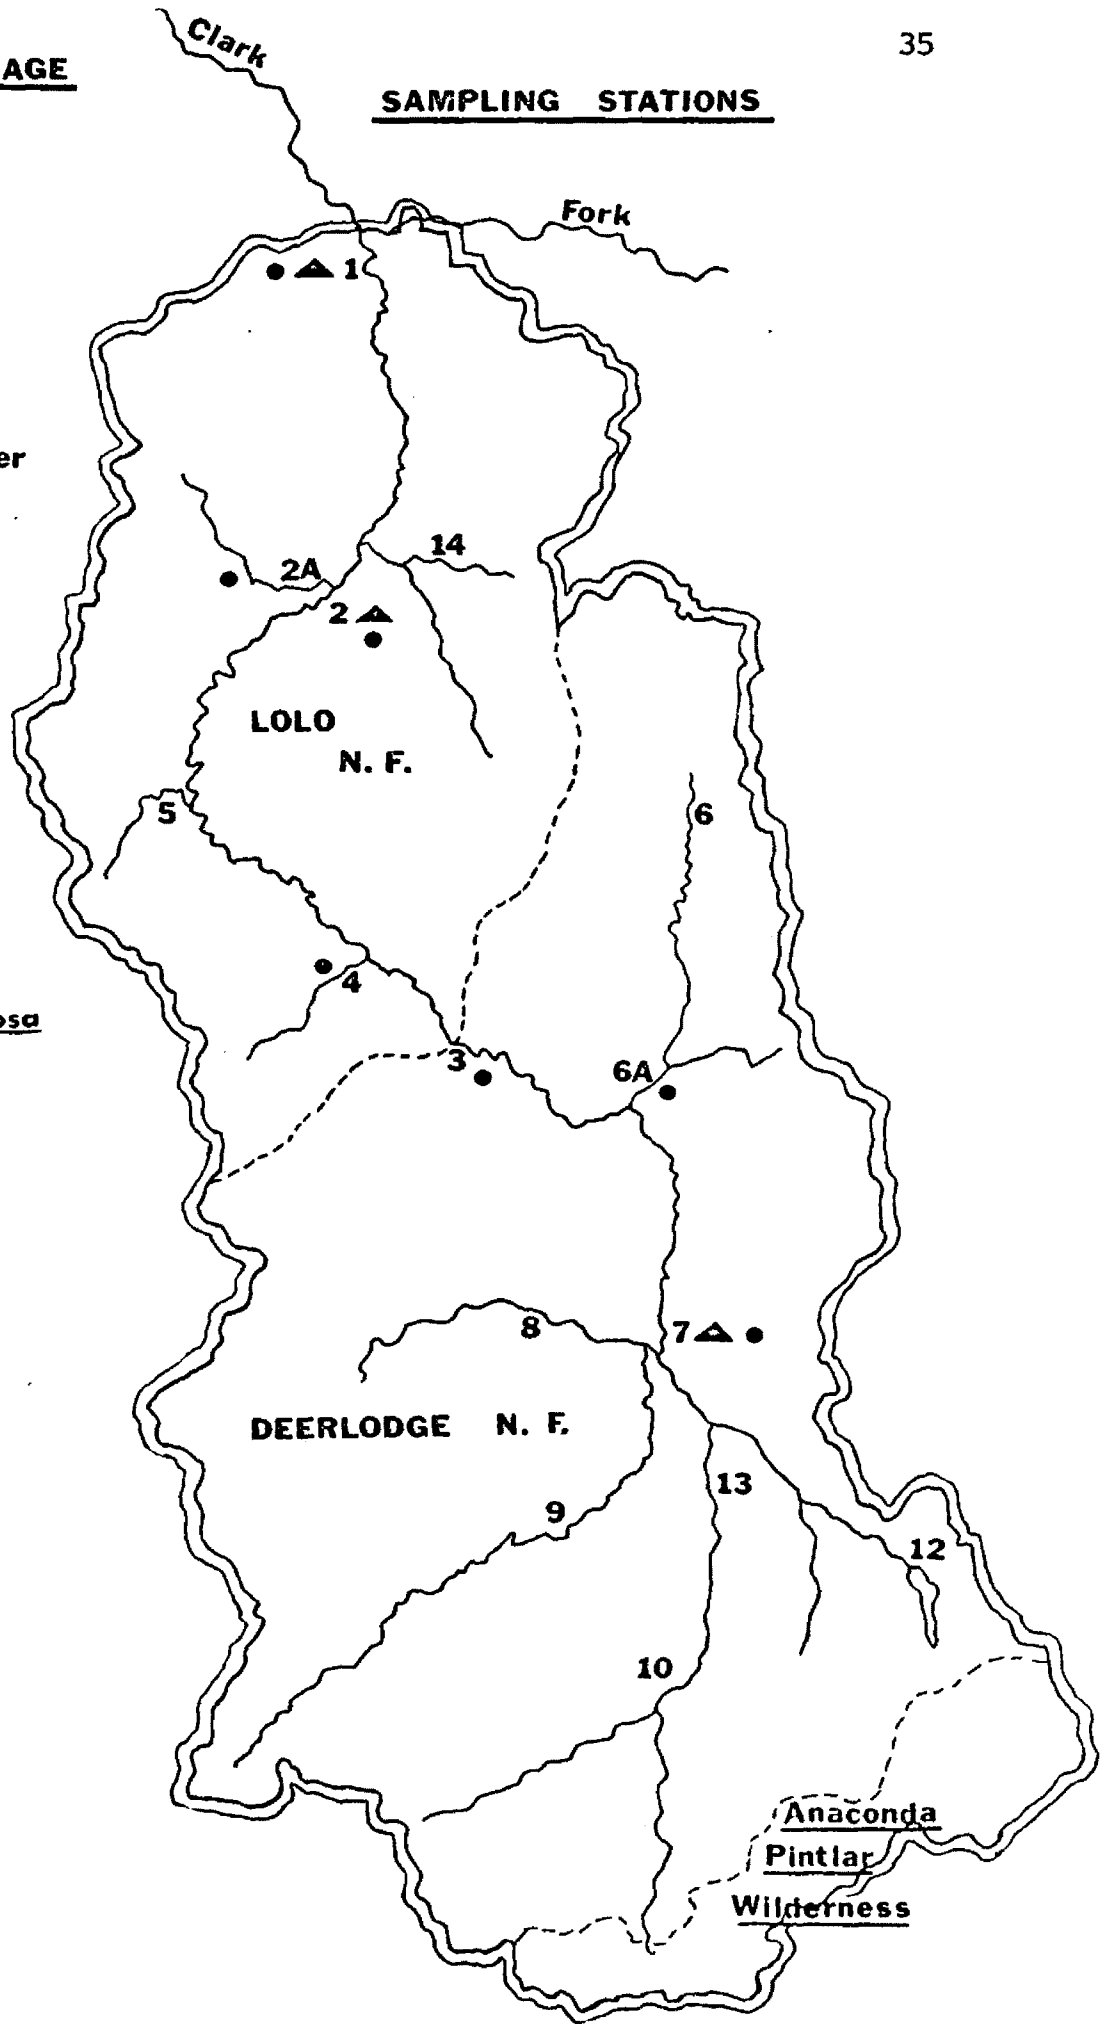 Clark
35
AGE
SAMPLING STATIONS
Fork
1
er
14
2A
2
LOLO
N. F.
5
6
4
osa
3
6A
8
7
DEERLODGE N. F.
13
9
12
10
Anaconda
Pintlar
Wilderness